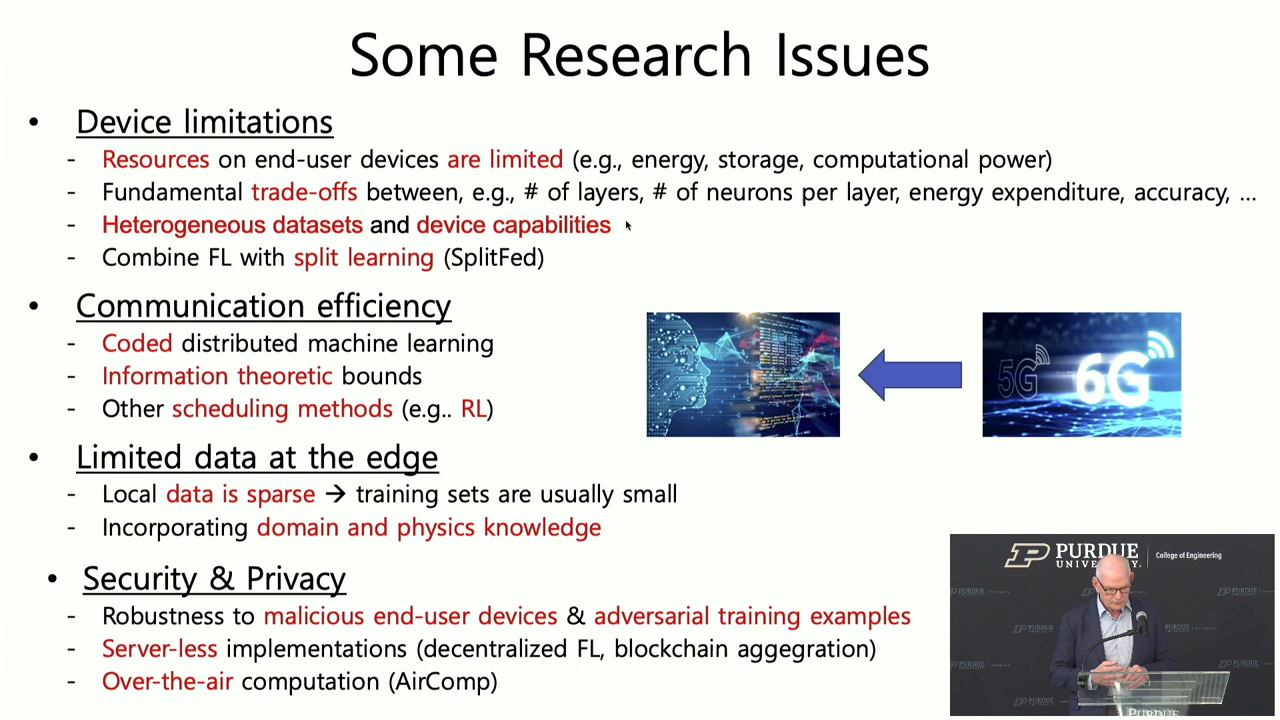 Some Research Issues
• Device limitations
- Resources on end-user devices are limited (e.g., energy, storage, computational power)
- Fundamental trade-offs between, e.g., # of layers, # of neurons per layer, energy expenditure, accuracy, ...
- Heterogeneous datasets and device capabilities
- Combine FL with split learning (SplitFed)
• Communication efficiency
- Coded distributed machine learning
- Information theoretic bounds
- Other scheduling methods (e.g.. RL)
5G 6G
• Limited data at the edge
- Local data is sparse → training sets are usually small
- Incorporating domain and physics knowledge
• Security & Privacy
- Robustness to malicious end-user devices & adversarial training examples
- Server-less implementations (decentralized FL, blockchain aggegration)
- Over-the-air computation (AirComp)
PURDUE UNIVERSITY College of Engineering
PURDUE